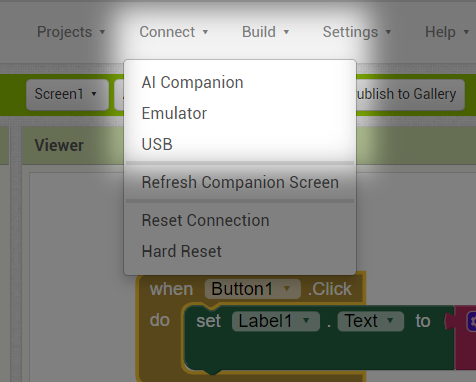 Projects Connect Build Settings Help
Screen1 Publish to Gallery
Viewer
AI Companion
Emulator
USB
Refresh Companion Screen
Reset Connection
Hard Reset
when Button1 .Click
do set Label1 . Text to